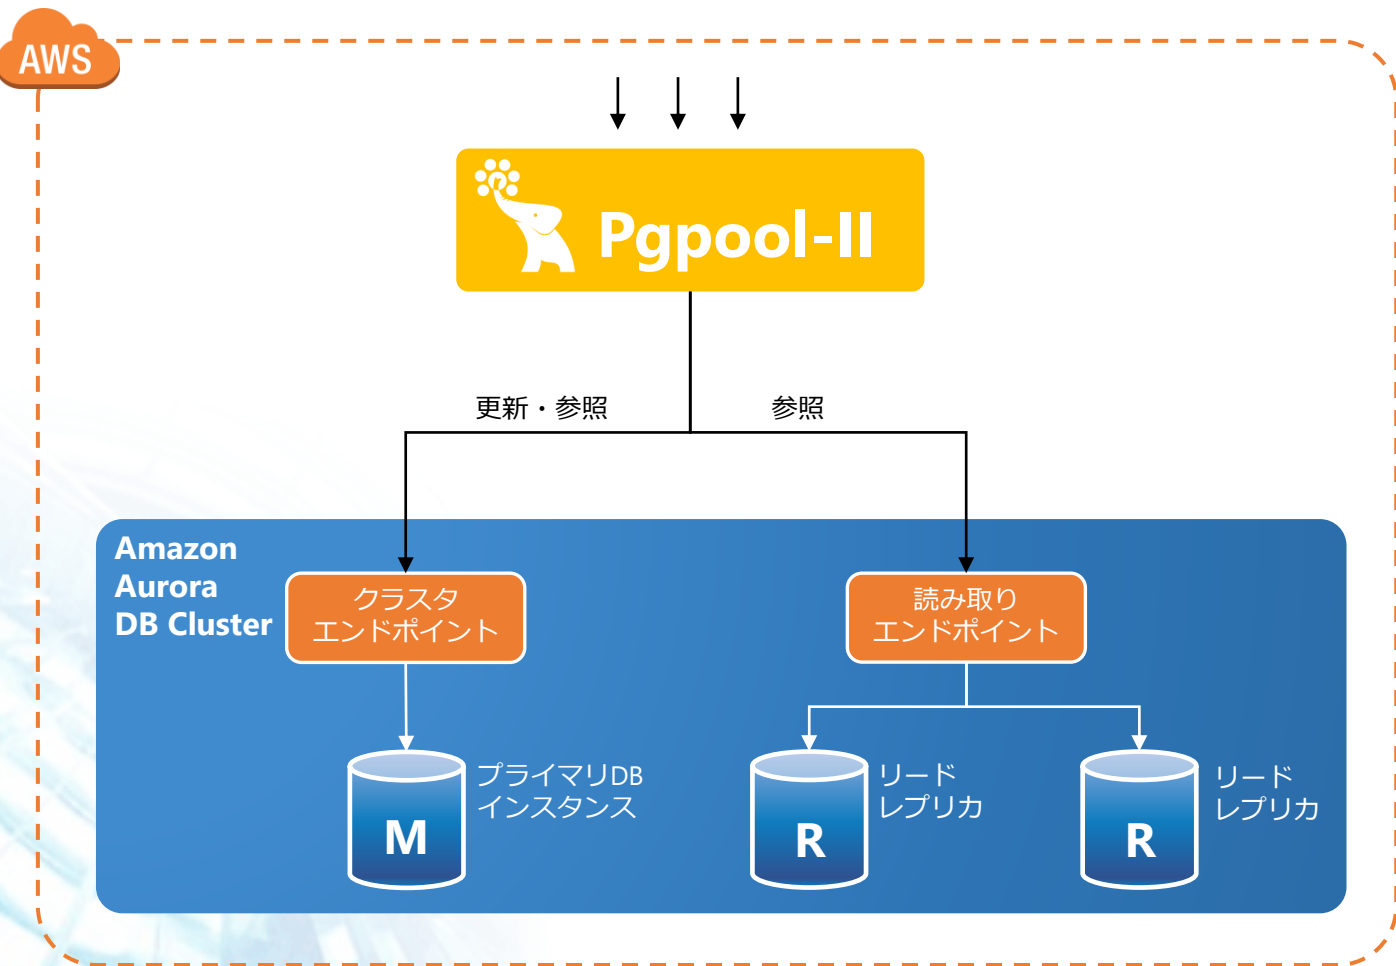 AWS
Pgpool-II
更新・参照
参照
Amazon
Aurora
DB Cluster
クラスタ
エンドポイント
読み取り
エンドポイント
プライマリDB
インスタンス
M
リード
レプリカ
R
リード
レプリカ
R